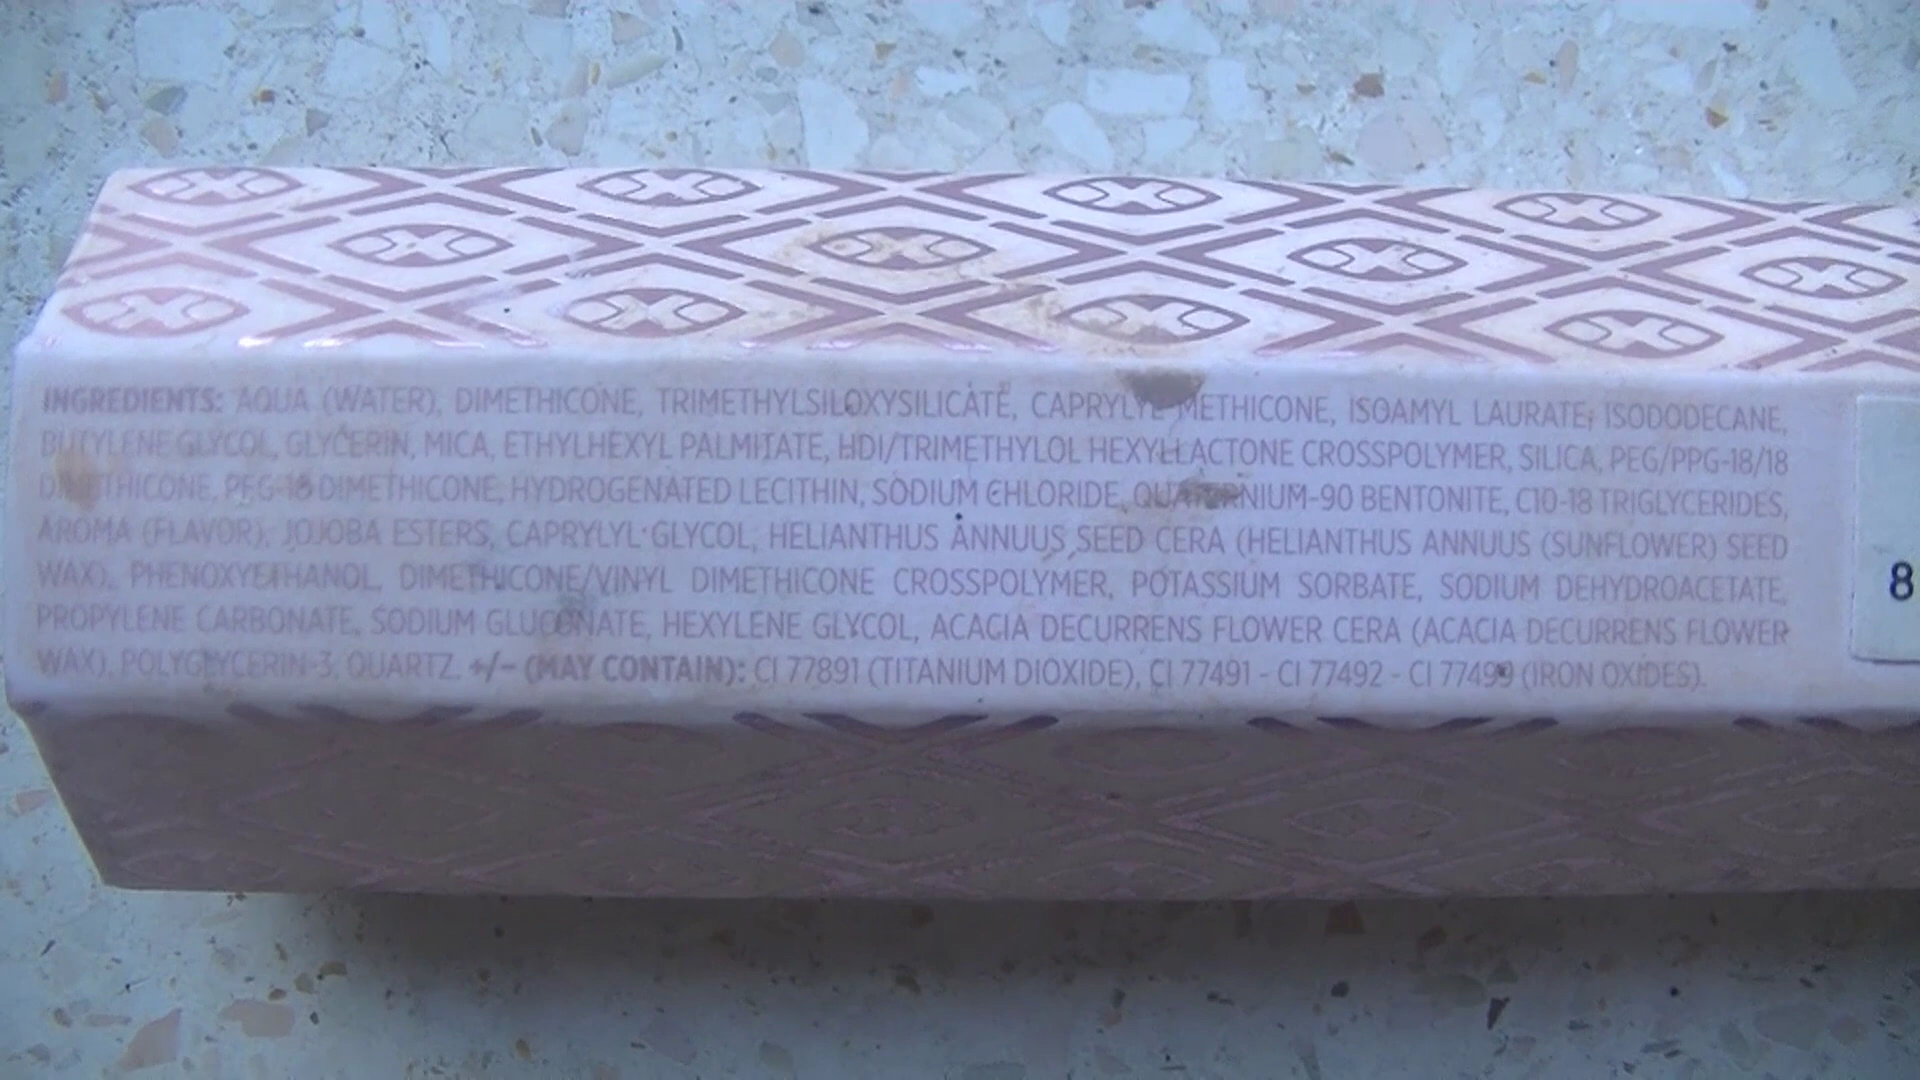 INGREDIENTS: AQUA (WATER), DIMETHICONE, TRIMETHYLSILOXYSILICATE, CAPRYLYL METHICONE, ISOAMYL LAURATE, ISODODECANE,
BUTYLENE GLYCOL, GLYCERIN, MICA, ETHYLHEXYL PALMITATE, HDI/TRIMETHYLOL HEXYLLACTONE CROSSPOLYMER, SILICA, PEG/PPG-18/18
DIMETHICONE, PEG-18 DIMETHICONE, HYDROGENATED LECITHIN, SODIUM CHLORIDE, QUATERNIUM-90 BENTONITE, C10-18 TRIGLYCERIDES,
AROMA (FLAVOR), JOJOBA ESTERS, CAPRYLYL GLYCOL, HELIANTHUS ANNUUS SEED CERA (HELIANTHUS ANNUUS (SUNFLOWER) SEED
WAX), PHENOXYETHANOL, DIMETHICONE/VINYL DIMETHICONE CROSSPOLYMER, POTASSIUM SORBATE, SODIUM DEHYDROACETATE,
PROPYLENE CARBONATE, SODIUM GLUCONATE, HEXYLENE GLYCOL, ACACIA DECURRENS FLOWER CERA (ACACIA DECURRENS FLOWER
WAX), POLYGLYCERIN-3, QUARTZ. +/− (MAY CONTAIN): CI 77891 (TITANIUM DIOXIDE), CI 77491 - CI 77492 - CI 77499 (IRON OXIDES).
8